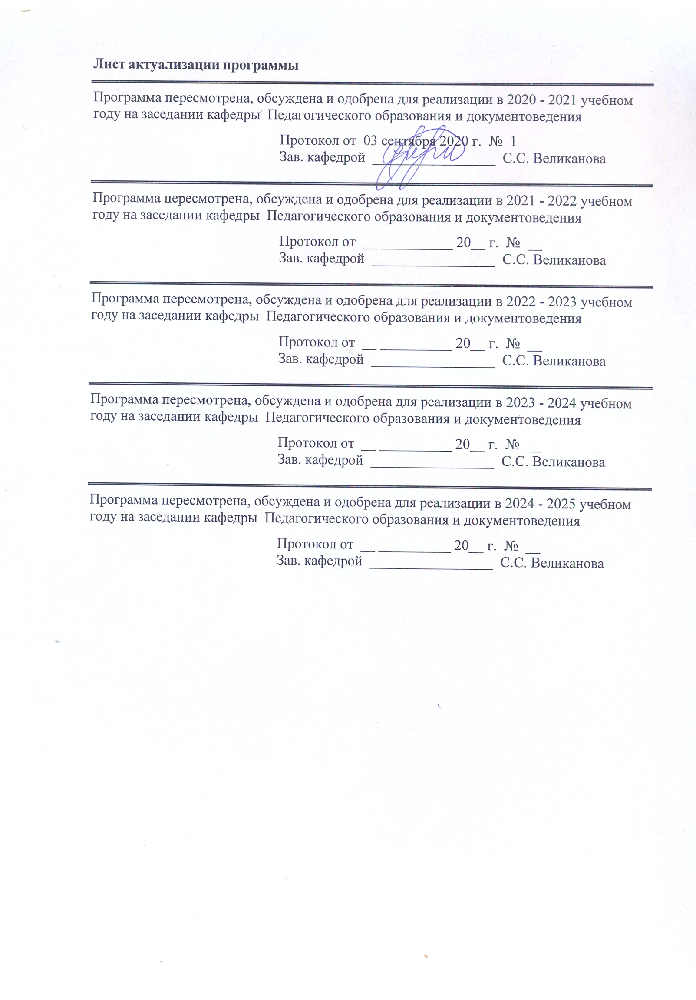 Лист актуализации программы
Программа пересмотрена, обсуждена и одобрена для реализации в 2020 - 2021 учебном
году на заседании кафедры Педагогического образования и документоведения
Протокол от 03 сентября 2020 г. № 1
Зав. кафедрой ________________ С.С. Великанова
Программа пересмотрена, обсуждена и одобрена для реализации в 2021 - 2022 учебном
году на заседании кафедры Педагогического образования и документоведения
Протокол от __ __________ 20__ г. № __
Зав. кафедрой ________________ С.С. Великанова
Программа пересмотрена, обсуждена и одобрена для реализации в 2022 - 2023 учебном
году на заседании кафедры Педагогического образования и документоведения
Протокол от __ __________ 20__ г. № __
Зав. кафедрой ________________ С.С. Великанова
Программа пересмотрена, обсуждена и одобрена для реализации в 2023 - 2024 учебном
году на заседании кафедры Педагогического образования и документоведения
Протокол от __ __________ 20__ г. № __
Зав. кафедрой ________________ С.С. Великанова
Программа пересмотрена, обсуждена и одобрена для реализации в 2024 - 2025 учебном
году на заседании кафедры Педагогического образования и документоведения
Протокол от __ __________ 20__ г. № __
Зав. кафедрой ________________ С.С. Великанова